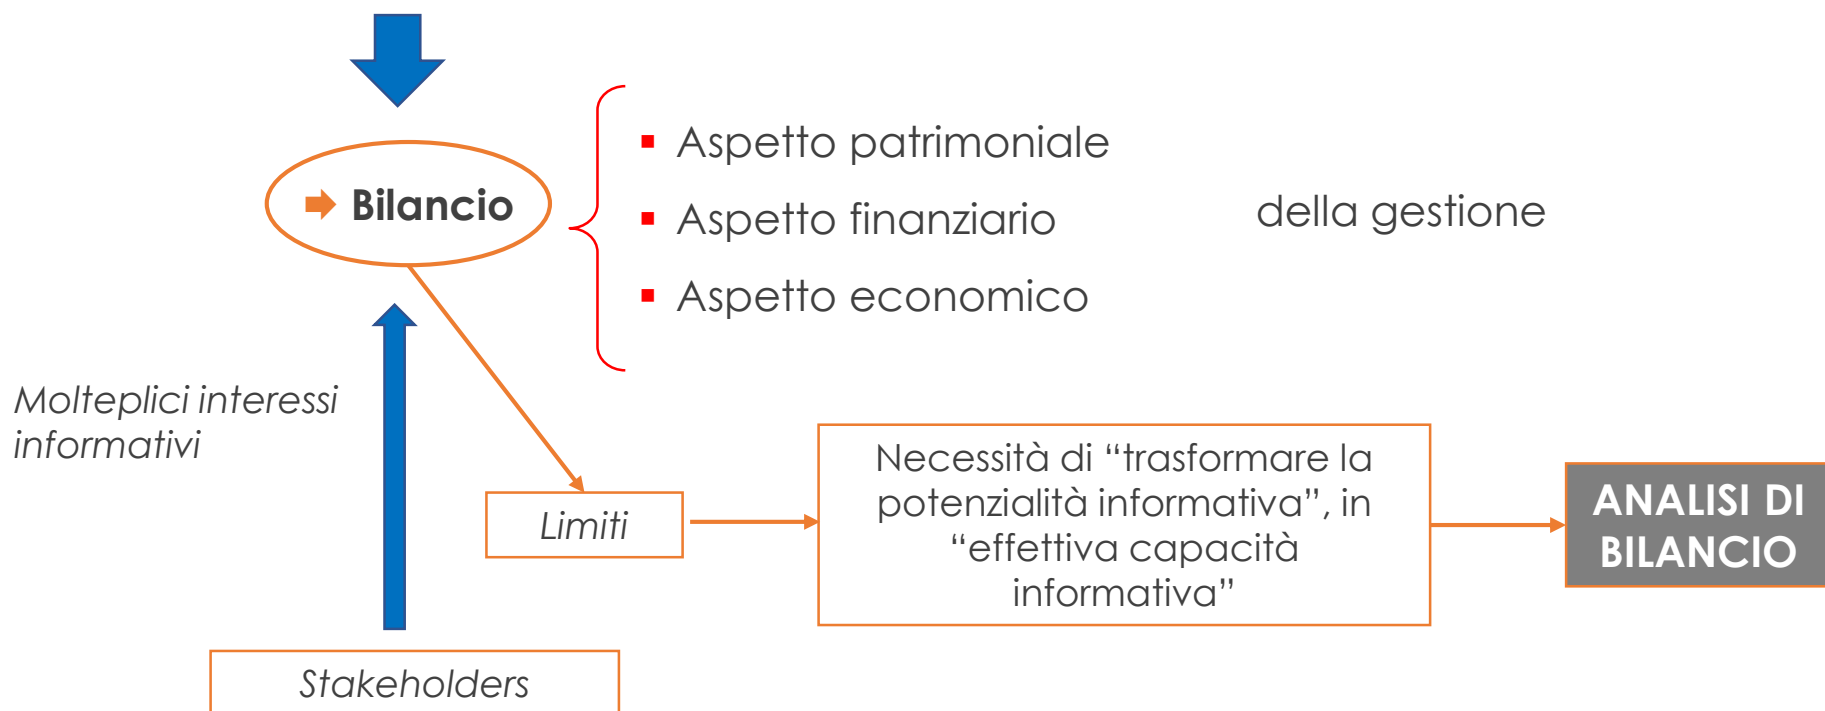 Bilancio
▪ Aspetto patrimoniale
▪ Aspetto finanziario
▪ Aspetto economico
della gestione
Molteplici interessi
informativi
Limiti
Necessità di “trasformare la
potenzialità informativa”, in
“effettiva capacità
informativa”
ANALISI DI
BILANCIO
Stakeholders